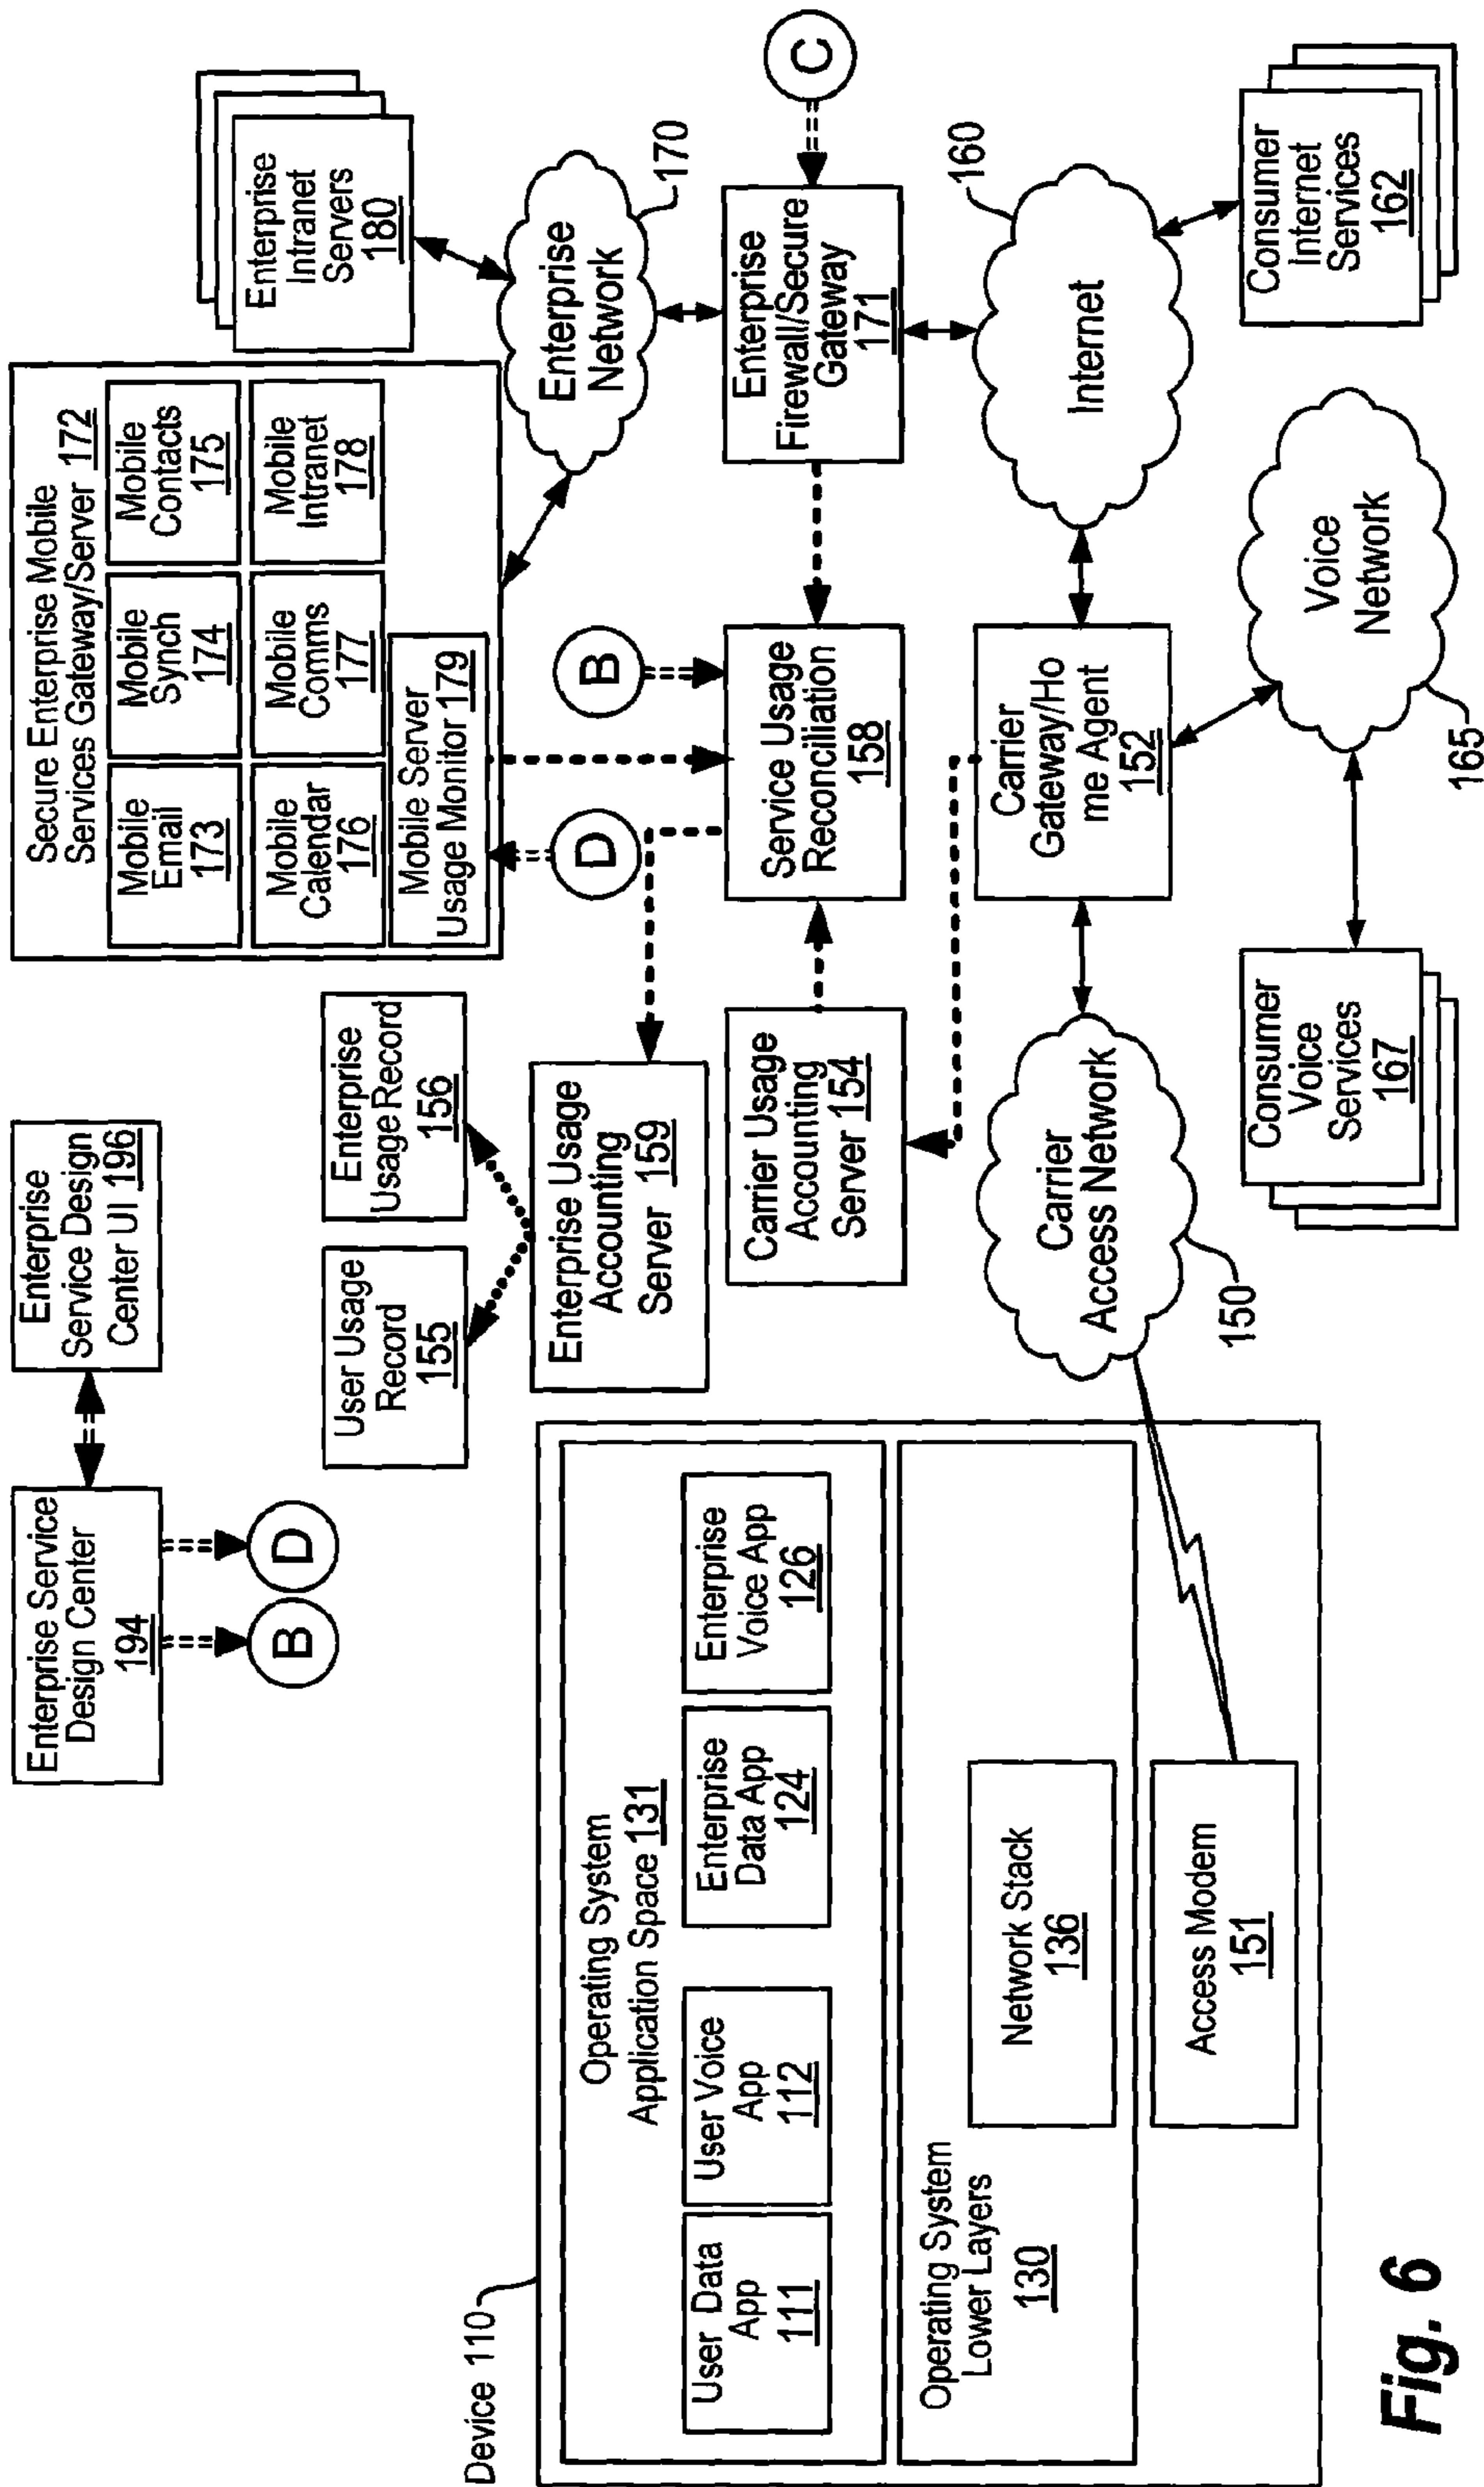 Enterprise Service
Design Center
194
Enterprise
Service Design
Center UI 196
B
D
Secure Enterprise Mobile
Services Gateway/Server 172
Mobile
Email
173
Mobile
Synch
174
Mobile
Contacts
175
Mobile
Calendar
176
Mobile
Comms
177
Mobile
Intranet
178
Mobile Server
Usage Monitor 179
Enterprise
Intranet
Servers
180
User Usage
Record
155
Enterprise
Usage Record
156
D
B
Enterprise
Network
170
Enterprise Usage
Accounting
Server 159
Device 110
Operating System
Application Space 131
User Data
App
111
User Voice
App
112
Enterprise
Data App
124
Enterprise
Voice App
126
Carrier Usage
Accounting
Server 154
Service Usage
Reconciliation
158
Enterprise
Firewall/Secure
Gateway
171
C
Operating System
Lower Layers
130
Network Stack
136
Access Modem
151
Carrier
Access Network
150
Carrier
Gateway/Ho
me Agent
152
Internet
160
Consumer
Voice
Services
167
Voice
Network
165
Consumer
Internet
Services
162
Fig. 6